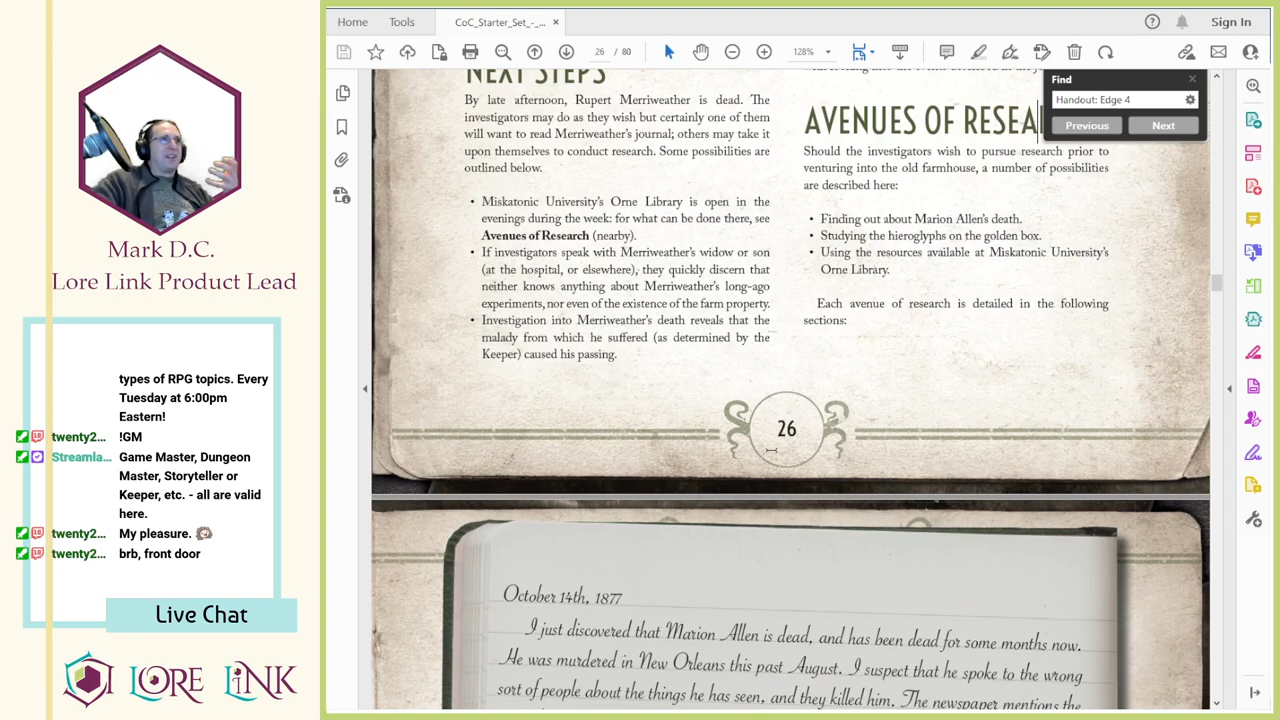 Home
Tools
CoC_Starter_Set_-_...
Sign In
26 / 80
128%
Find
Handout: Edge 4
Previous
Next
NEXT STEPS
By late afternoon, Rupert Merriweather is dead. The
investigators may do as they wish but certainly one of them
will want to read Merriweather's journal; others may take it
upon themselves to conduct research. Some possibilities are
outlined below.
• Miskatonic University's Orne Library is open in the
evenings during the week: for what can be done there, see
Avenues of Research (nearby).
• If investigators speak with Merriweather's widow or son
(at the hospital, or elsewhere), they quickly discern that
neither knows anything about Merriweather's long-ago
experiments, nor even of the existence of the farm property.
• Investigation into Merriweather's death reveals that the
malady from which he suffered (as determined by the
Keeper) caused his passing.
AVENUES OF RESEA
Should the investigators wish to pursue research prior to
venturing into the old farmhouse, a number of possibilities
are described here:
• Finding out about Marion Allen's death.
• Studying the hieroglyphs on the golden box.
• Using the resources available at Miskatonic University's
Orne Library.
Each avenue of research is detailed in the following
sections:
26
October 14th, 1877
I just discovered that Marion Allen is dead, and has been dead for some months now.
He was murdered in New Orleans this past August. I suspect that he spoke to the wrong
sort of people about the things he has seen, and they killed him. The newspaper mentions the
Mark D.C.
Lore Link Product Lead
types of RPG topics. Every
Tuesday at 6:00pm
Eastern!
twenty2... !GM
Streamla... Game Master, Dungeon
Master, Storyteller or
Keeper, etc. - all are valid
here.
twenty2... My pleasure.
twenty2... brb, front door
Live Chat
LORE LINK